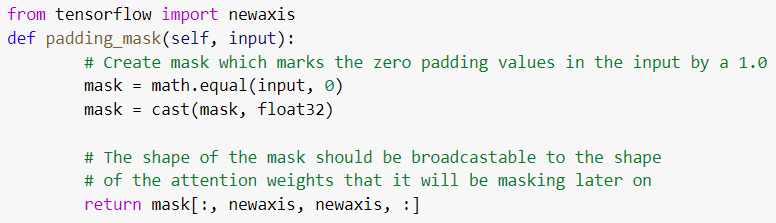 from tensorflow import newaxis
def padding_mask(self, input):
        # Create mask which marks the zero padding values in the input by a 1.0
        mask = math.equal(input, 0)
        mask = cast(mask, float32)

        # The shape of the mask should be broadcastable to the shape
        # of the attention weights that it will be masking later on
        return mask[:, newaxis, newaxis, :]